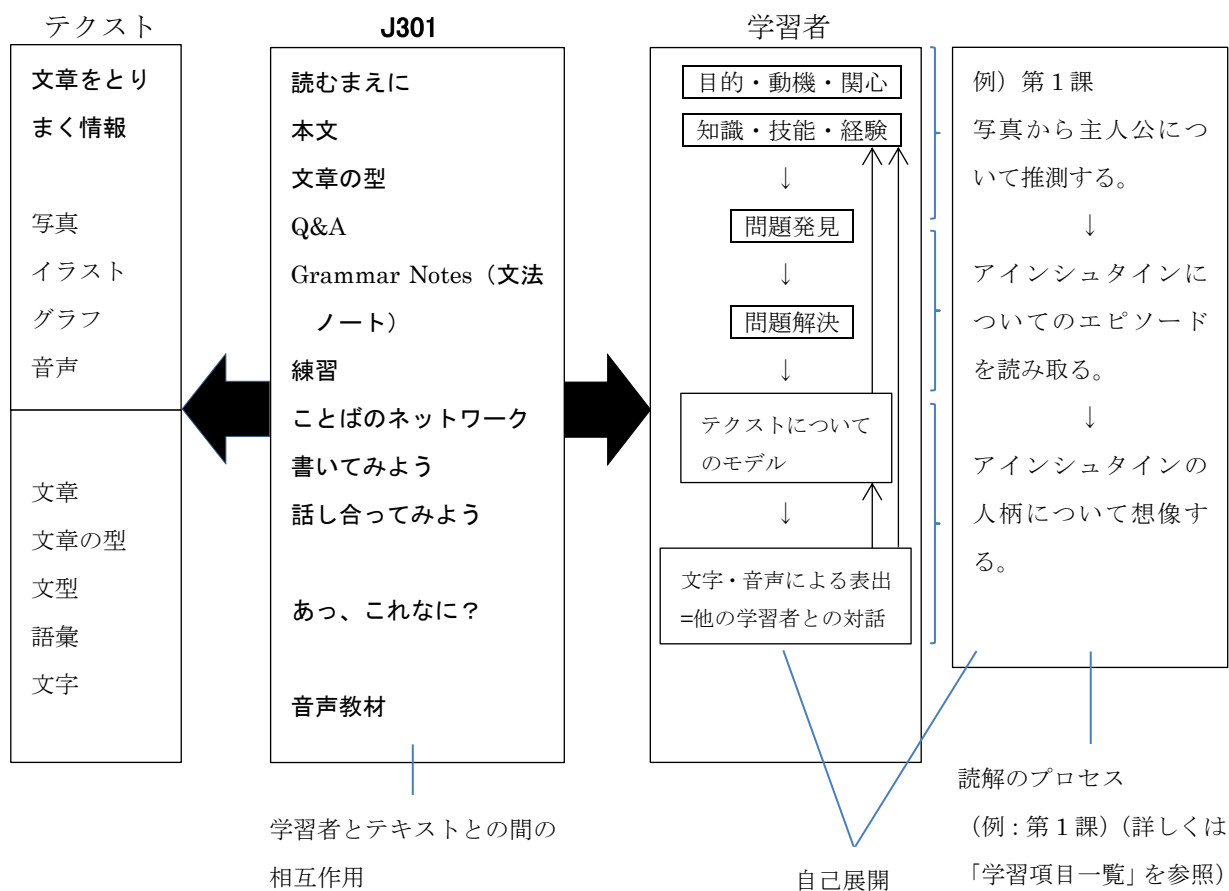 テクスト
文章をとり
まく情報
写真
イラスト
グラフ
音声
文章
文章の型
文型
語彙
文字
J301
読むまえに
本文
文章の型
Q&A
Grammar Notes（文法
ノート）
練習
ことばのネットワーク
書いてみよう
話し合ってみよう
あっ、これなに？
音声教材
学習者とテキストとの間の
相互作用
学習者
目的・動機・関心
知識・技能・経験
↓
問題発見
↓
問題解決
↓
テクストについて
のモデル
↓
文字・音声による表出
=他の学習者との対話
自己展開
例）第１課
写真から主人公につ
いて推測する。
↓
アインシュタインに
ついてのエピソード
を読み取る。
↓
アインシュタインの
人柄について想像す
る。
読解のプロセス
（例：第１課）（詳しくは
「学習項目一覧」を参照）